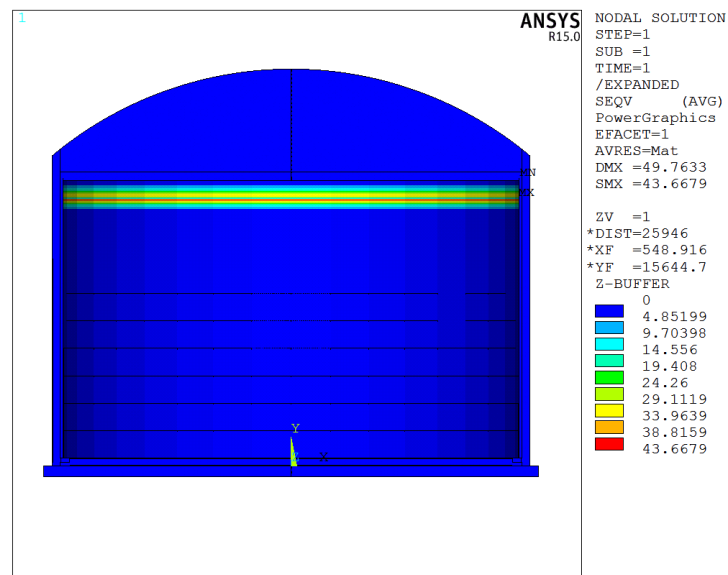 1
ANSYS
R15.0
NODAL SOLUTION
STEP=1
SUB =1
TIME=1
/EXPANDED
SEQV (AVG)
PowerGraphics
EFACET=1
AVRES=Mat
DMX =49.7633
SMX =43.6679
ZV =1
*DIST=25946
*XF =548.916
*YF =15644.7
Z-BUFFER
0
4.85199
9.70398
14.556
19.408
24.26
29.1119
33.9639
38.8159
43.6679
MN
MX
Y
X